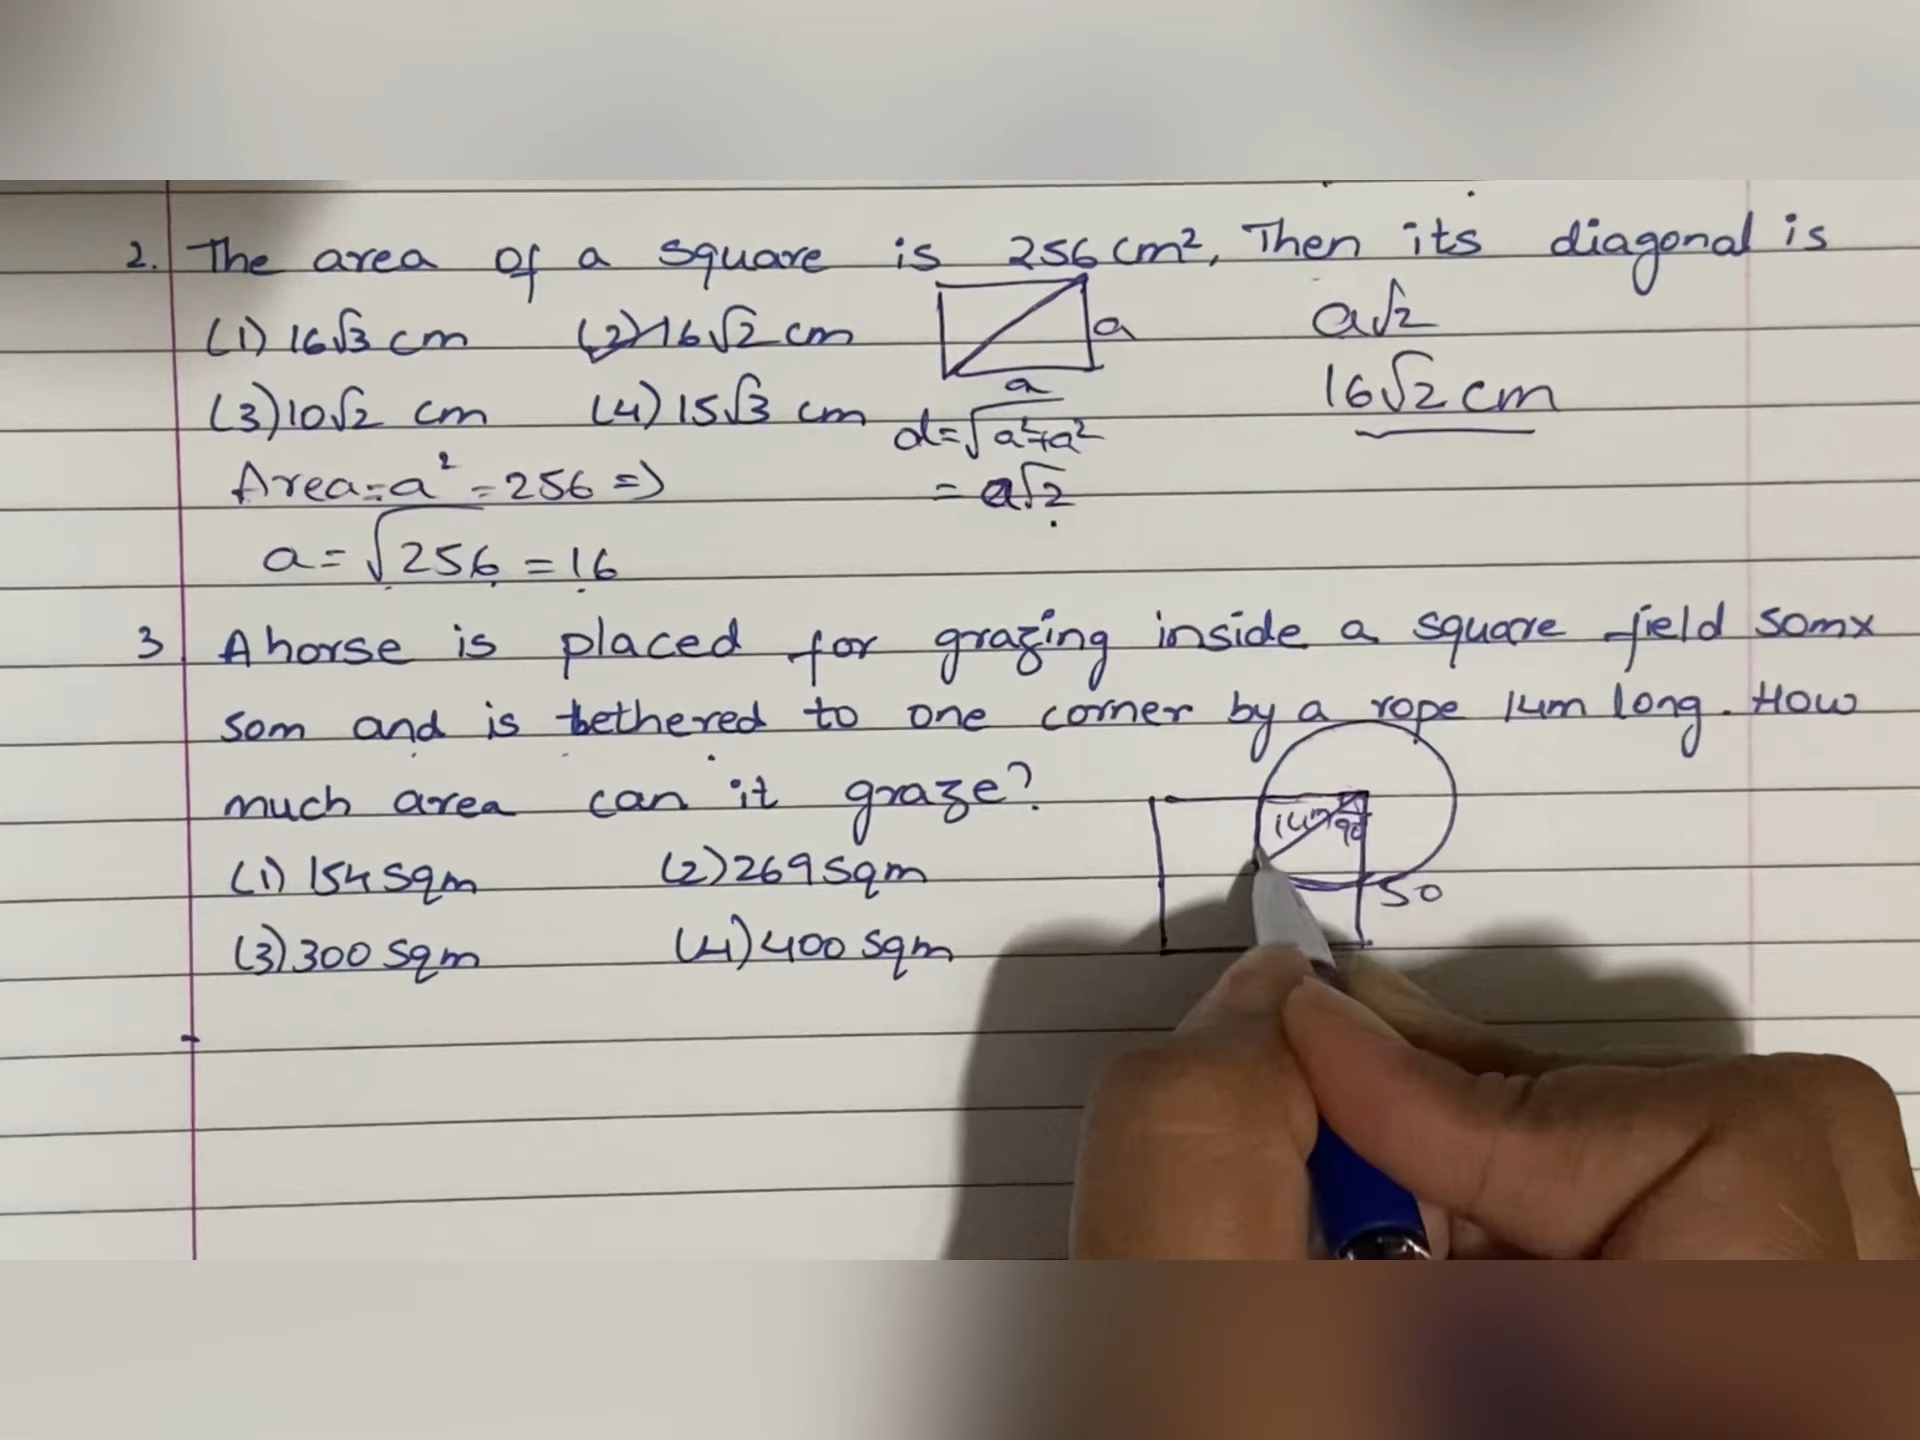 2. The area of a square is 256 cm², Then its diagonal is
(1) 16√3 cm (2) 16√2 cm a a√2
a 16√2 cm
(3) 10√2 cm (4) 15√3 cm d=√a²+a²
Area=a²=256 ⇒ = a√2
a=√256 = 16
3. A horse is placed for grazing inside a square field 50m x
50m and is tethered to one corner by a rope 14m long. How
much area can it graze?
14m 90
(1) 154 sqm (2) 269 sqm 50
(3) 300 sqm (4) 400 sqm